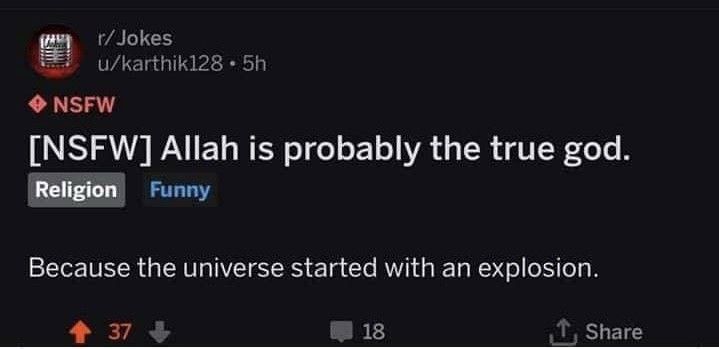 r/Jokes
u/karthik128 • 5h
NSFW
[NSFW] Allah is probably the true god.
Religion Funny
Because the universe started with an explosion.
37 18 Share